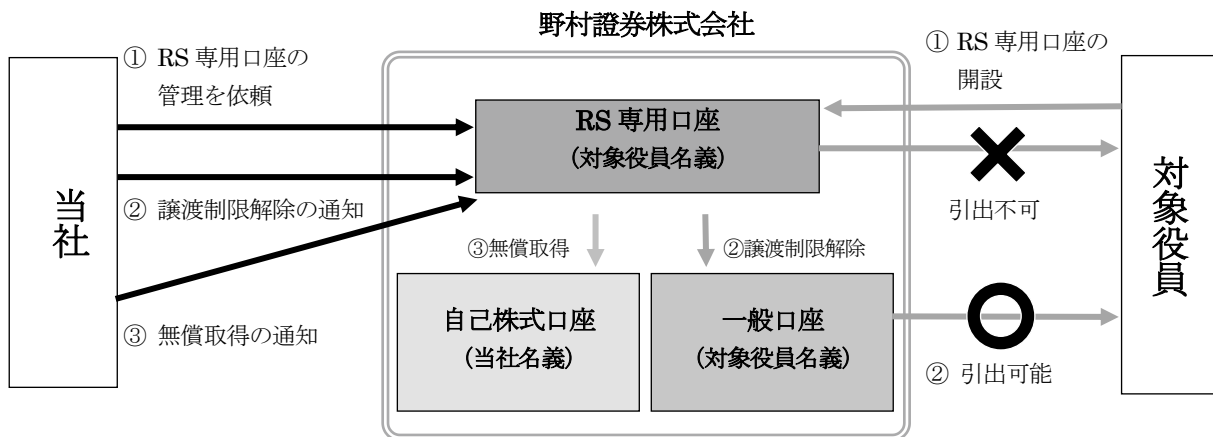 野村證券株式会社
① RS 専用口座の
管理を依頼
① RS 専用口座の
開設
RS 専用口座
(対象役員名義)
当社
② 譲渡制限解除の通知
引出不可
対象役員
③無償取得
②譲渡制限解除
自己株式口座
(当社名義)
一般口座
(対象役員名義)
③ 無償取得の通知
② 引出可能